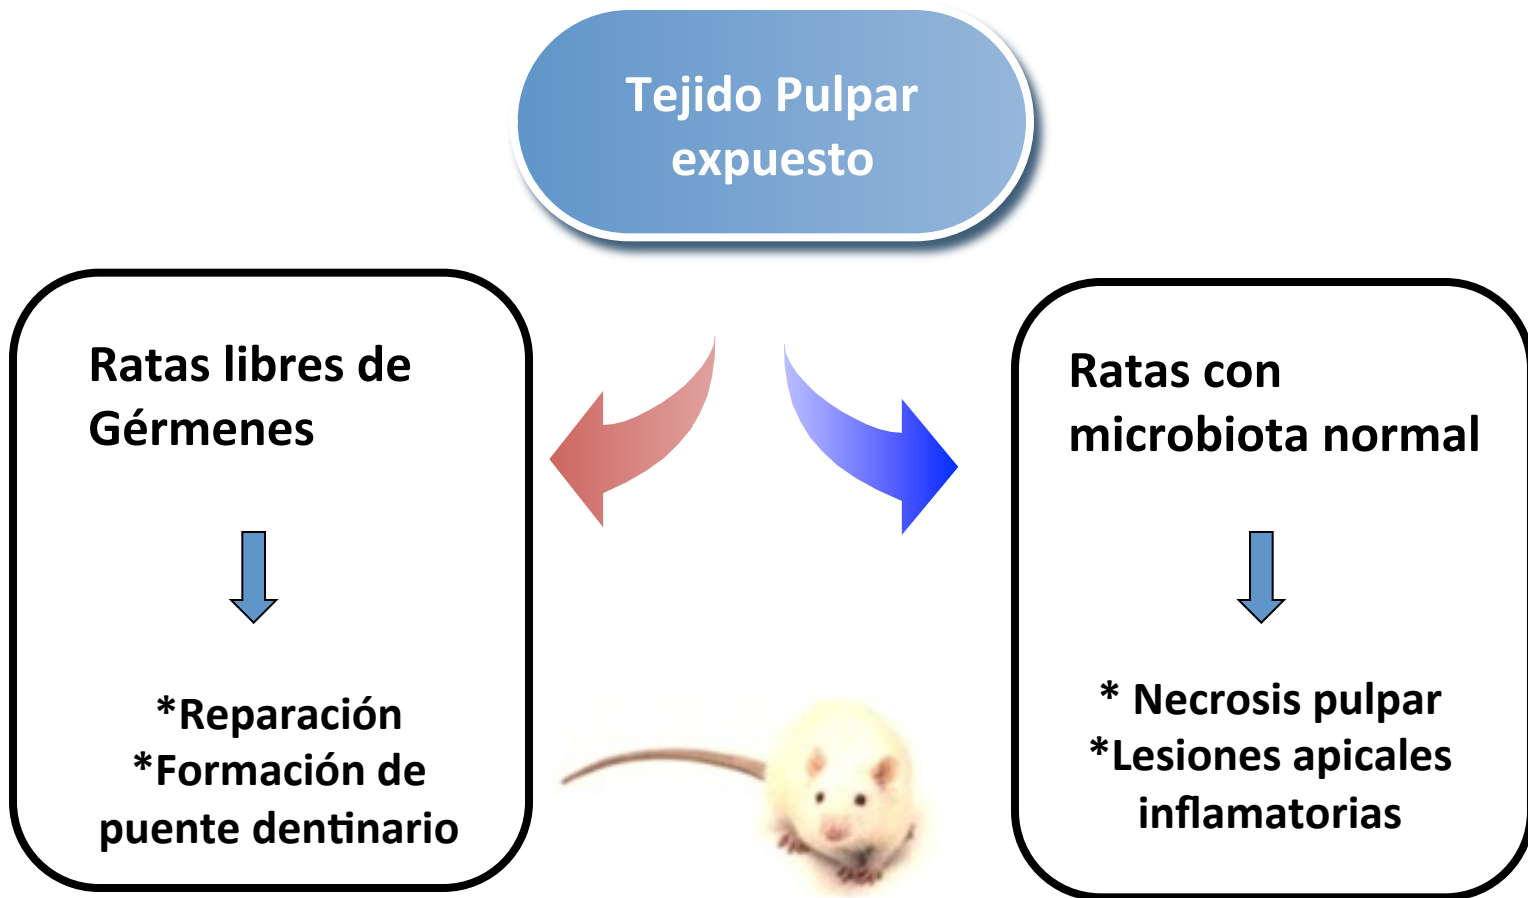 Tejido Pulpar
expuesto
Ratas libres de
Gérmenes
*Reparación
*Formación de
puente dentinario
Ratas con
microbiota normal
* Necrosis pulpar
*Lesiones apicales
inflamatorias